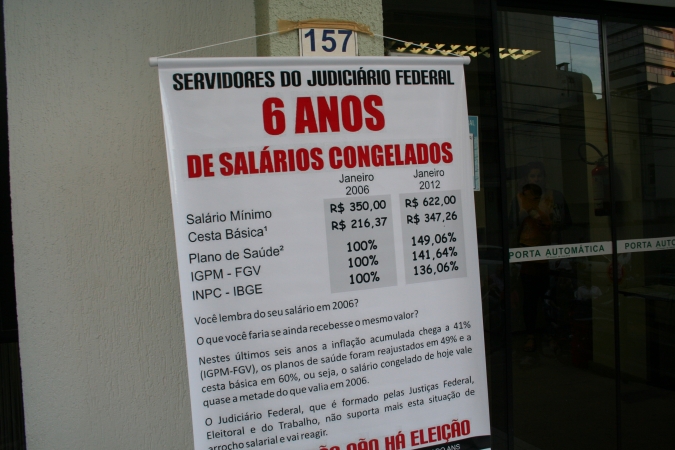 157
SERVIDORES DO JUDICIÁRIO FEDERAL
6 ANOS
DE SALÁRIOS CONGELADOS
Janeiro 2006 Janeiro 2012
Salário Mínimo R$ 350,00 R$ 622,00
Cesta Básica¹ R$ 216,37 R$ 347,26
Plano de Saúde² 100% 149,06%
IGPM - FGV 100% 141,64%
INPC - IBGE 100% 136,06%
Você lembra do seu salário em 2006?
O que você faria se ainda recebesse o mesmo valor?
Nestes últimos seis anos a inflação acumulada chega a 41%
(IGPM-FGV), os planos de saúde foram reajustados em 49% e a
cesta básica em 60%, ou seja, o salário congelado de hoje vale
quase a metade do que valia em 2006.
O Judiciário Federal, que é formado pelas Justiças Federal,
Eleitoral e do Trabalho, não suporta mais esta situação de
arrocho salarial e vai reagir.
NÃO HÁ ELEIÇÃO
PORTA AUTOMÁTICA
PORTA AUTOMÁTICA